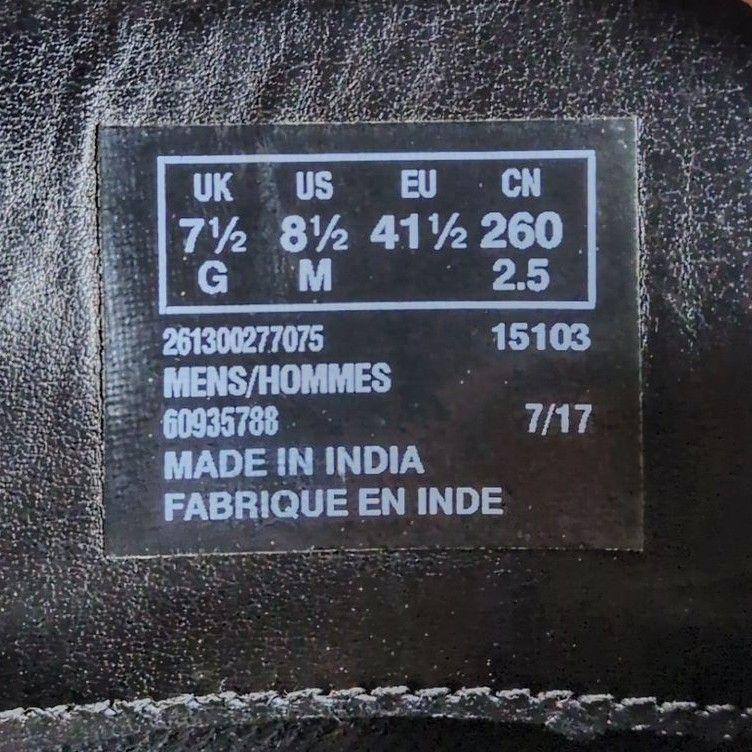 UK US EU CN
7½ 8½ 41½ 260
G M 2.5
261300277075 15103
MENS/HOMMES
60935788 7/17
MADE IN INDIA
FABRIQUE EN INDE